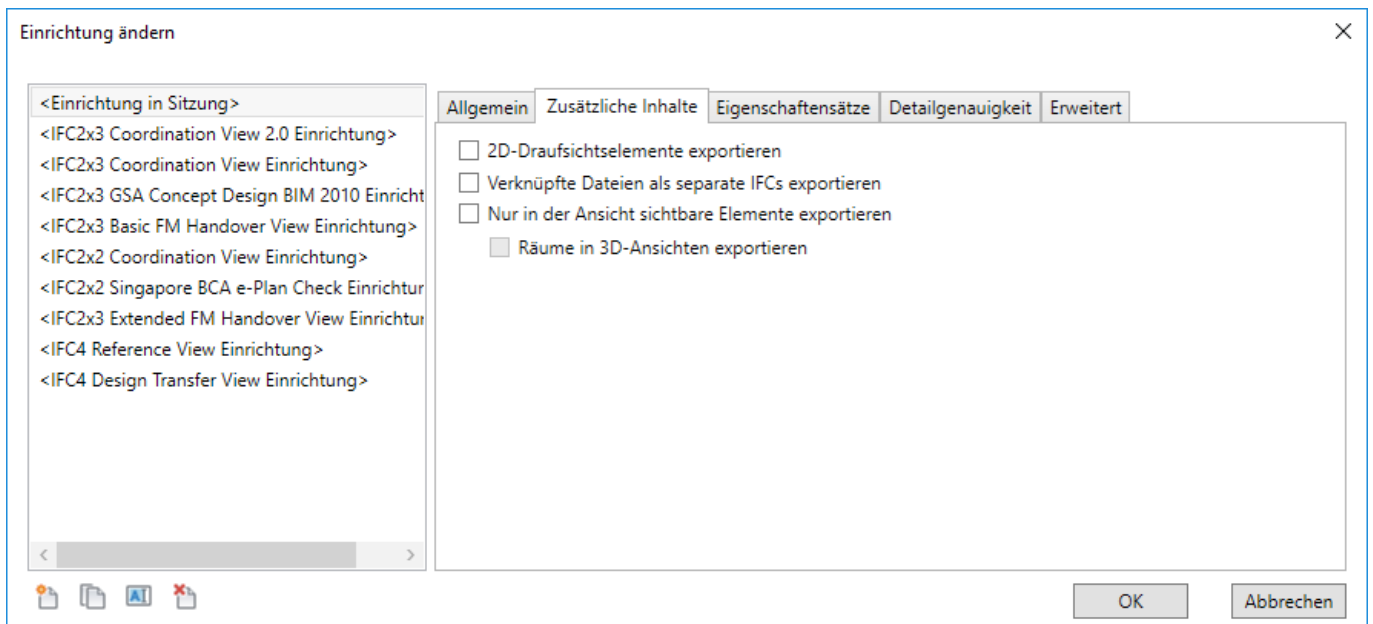 Einrichtung ändern
<Einrichtung in Sitzung>
<IFC2x3 Coordination View 2.0 Einrichtung>
<IFC2x3 Coordination View Einrichtung>
<IFC2x3 GSA Concept Design BIM 2010 Einricht
<IFC2x3 Basic FM Handover View Einrichtung>
<IFC2x2 Coordination View Einrichtung>
<IFC2x2 Singapore BCA e-Plan Check Einrichtur
<IFC2x3 Extended FM Handover View Einrichtur
<IFC4 Reference View Einrichtung>
<IFC4 Design Transfer View Einrichtung>
Allgemein Zusätzliche Inhalte Eigenschaftensätze Detailgenauigkeit Erweitert
2D-Draufsichtselemente exportieren
Verknüpfte Dateien als separate IFCs exportieren
Nur in der Ansicht sichtbare Elemente exportieren
Räume in 3D-Ansichten exportieren
AI
OK Abbrechen